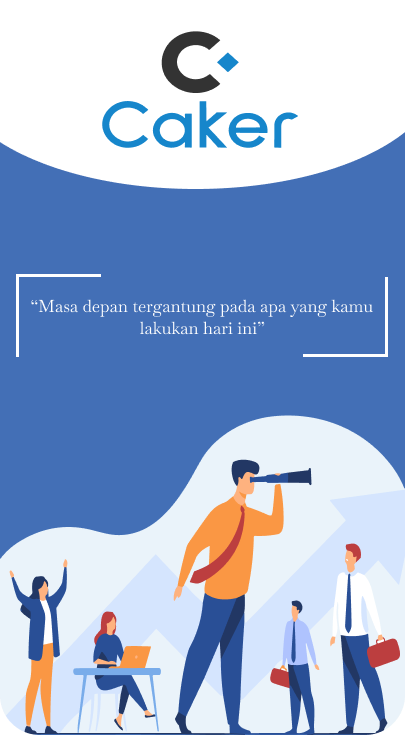 Caker
“Masa depan tergantung pada apa yang kamu
lakukan hari ini”